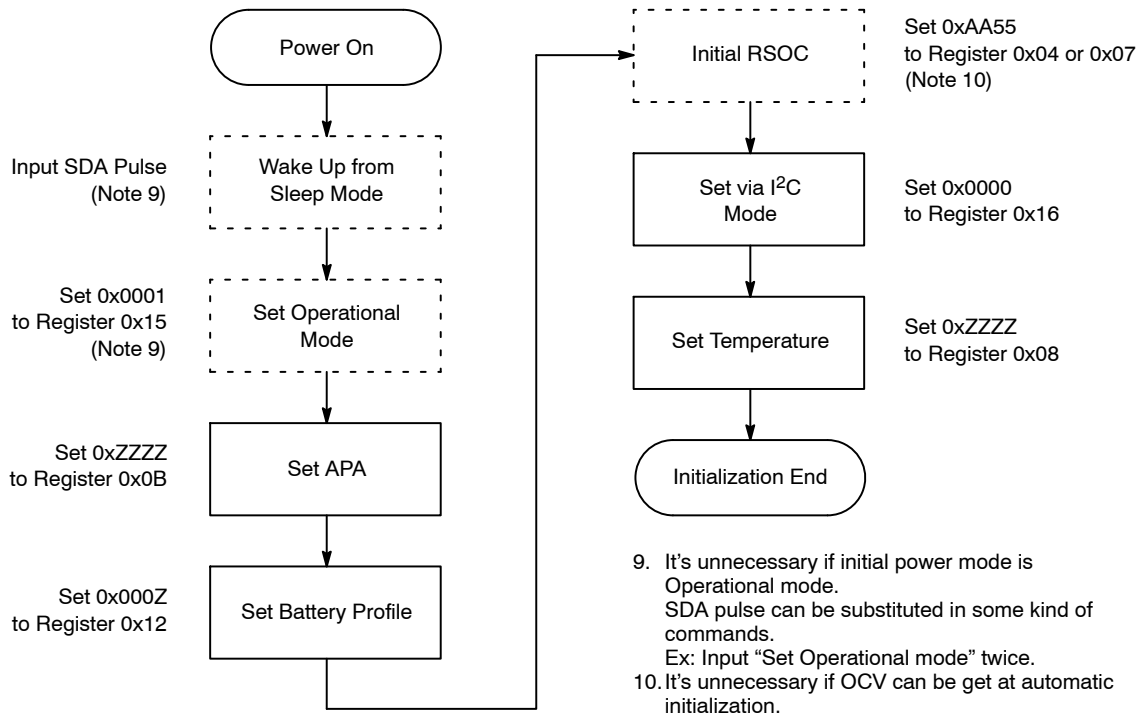 Power On
Input SDA Pulse
(Note 9)
Wake Up from
Sleep Mode
Set 0x0001
to Register 0x15
(Note 9)
Set Operational
Mode
Set 0xZZZZ
to Register 0x0B
Set APA
Set 0x000Z
to Register 0x12
Set Battery Profile
Initial RSOC
Set 0xAA55
to Register 0x04 or 0x07
(Note 10)
Set via I²C
Mode
Set 0x0000
to Register 0x16
Set Temperature
Set 0xZZZZ
to Register 0x08
Initialization End
9. It's unnecessary if initial power mode is
Operational mode.
SDA pulse can be substituted in some kind of
commands.
Ex: Input “Set Operational mode” twice.
10. It's unnecessary if OCV can be get at automatic
initialization.